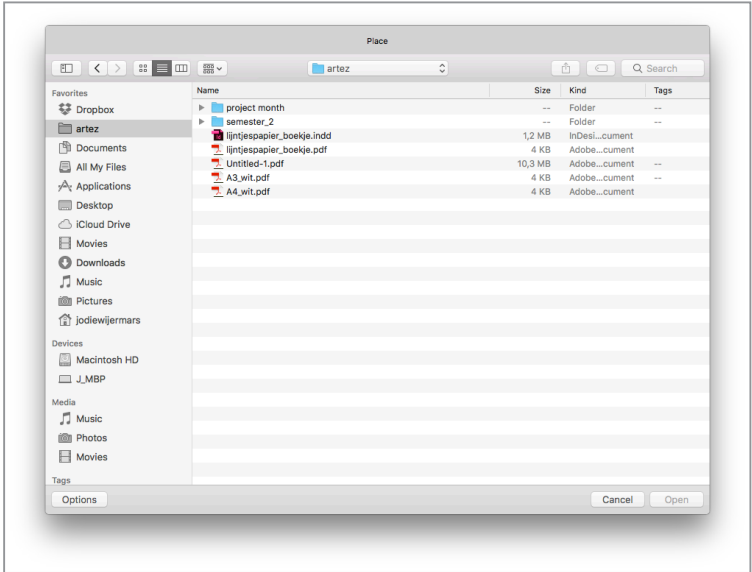 Place
artez
Search
Favorites
Dropbox
artez
Documents
All My Files
Applications
Desktop
iCloud Drive
Movies
Downloads
Music
Pictures
jodiewijermars
Devices
Macintosh HD
J_MBP
Media
Music
Photos
Movies
Tags
Name Size Kind Tags
project month -- Folder --
semester_2 -- Folder --
lijntjespapier_boekje.indd 1,2 MB InDesi...cument
lijntjespapier_boekje.pdf 4 KB Adobe...cument
Untitled-1.pdf 10,3 MB Adobe...cument --
A3_wit.pdf 4 KB Adobe...cument --
A4_wit.pdf 4 KB Adobe...cument
Options Cancel Open